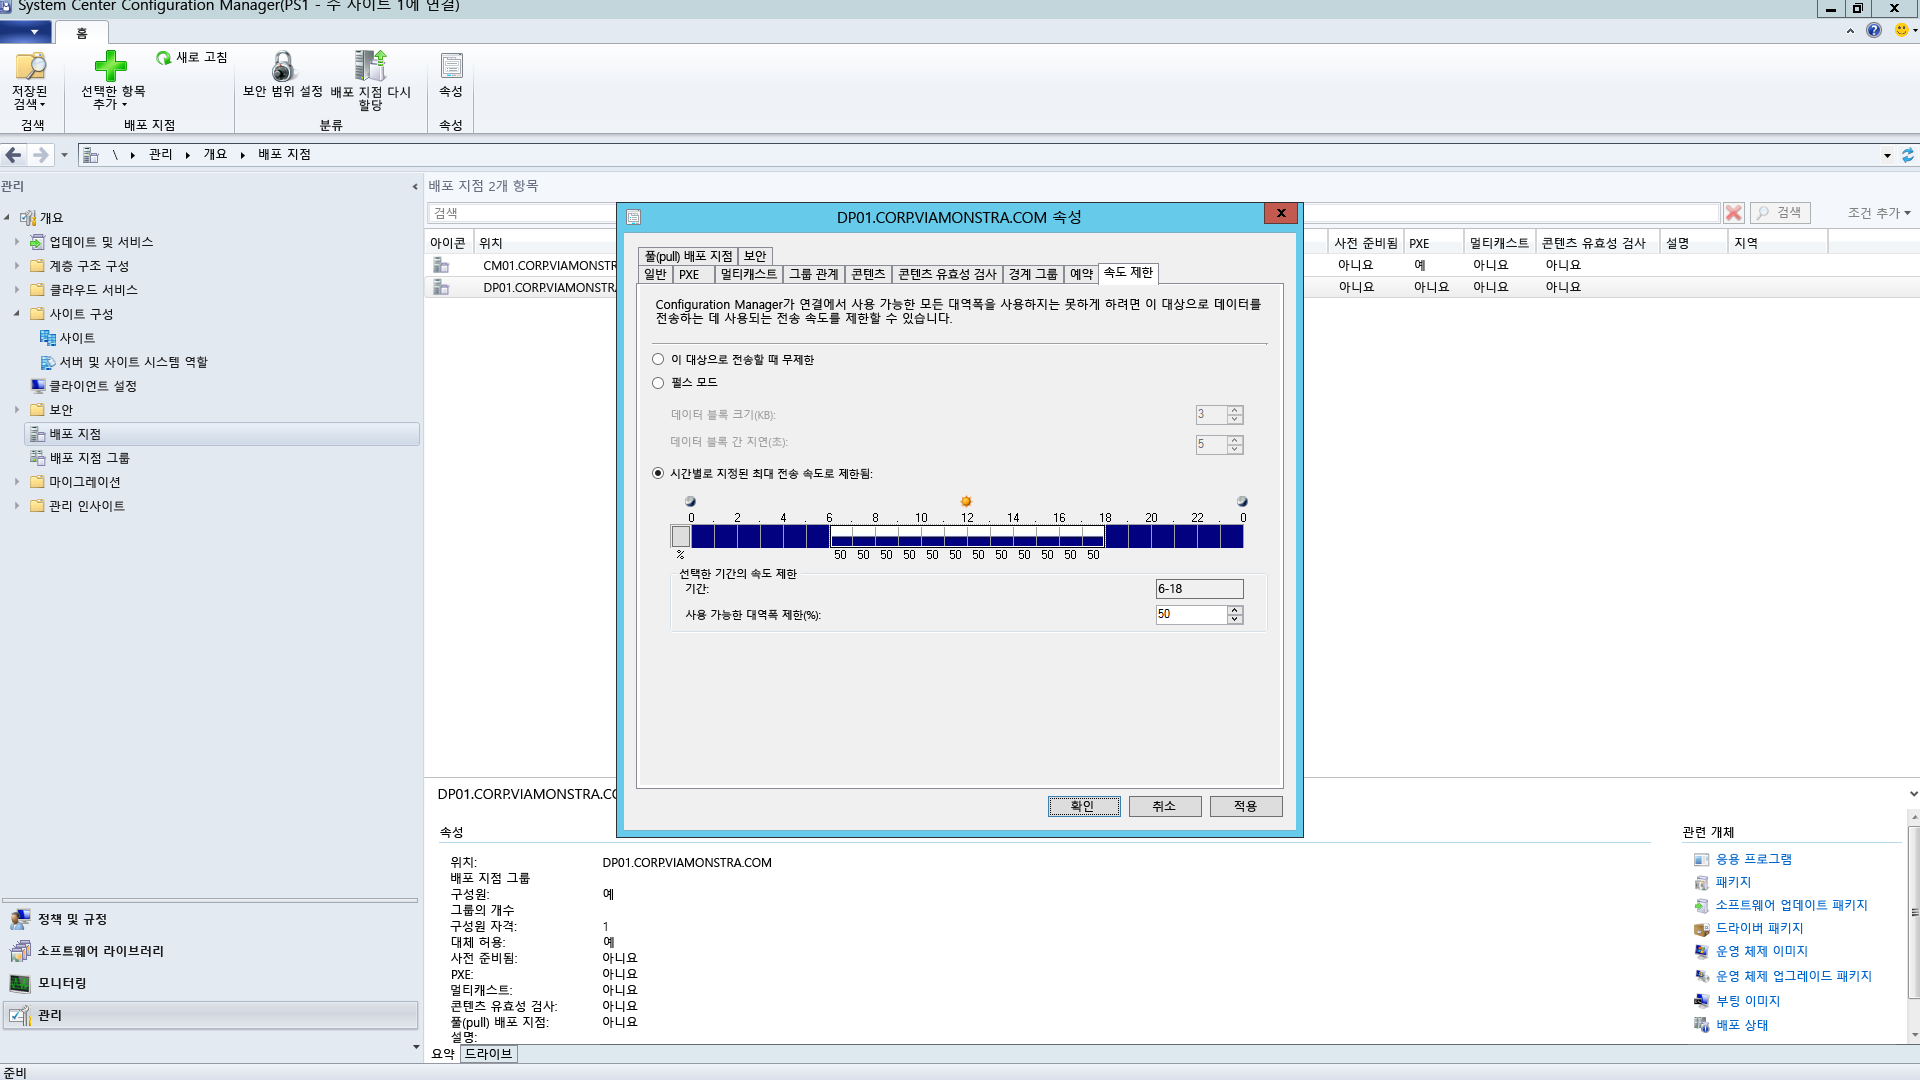 System Center Configuration Manager(PS1 - 주 사이트 1에 연결)
홈
저장된 검색
선택한 항목 추가
새로 고침
보안 범위 설정
배포 지점 다시 할당
속성
검색
배포 지점
분류
속성
\ 관리 개요 배포 지점
관리
개요
업데이트 및 서비스
계층 구조 구성
클라우드 서비스
사이트 구성
사이트
서버 및 사이트 시스템 역할
클라이언트 설정
보안
배포 지점
배포 지점 그룹
마이그레이션
관리 인사이트
정책 및 규정
소프트웨어 라이브러리
모니터링
관리
준비
배포 지점 2개 항목
검색
검색
조건 추가
아이콘 위치 사전 준비됨 PXE 멀티캐스트 콘텐츠 유효성 검사 설명 지역
CM01.CORP.VIAMONSTR 아니요 예 아니요 아니요
DP01.CORP.VIAMONSTRA 아니요 아니요 아니요 아니요
DP01.CORP.VIAMONSTRA.COM 속성
풀(pull) 배포 지점 보안
일반 PXE 멀티캐스트 그룹 관계 콘텐츠 콘텐츠 유효성 검사 경계 그룹 예약 속도 제한
Configuration Manager가 연결에서 사용 가능한 모든 대역폭을 사용하지는 못하게 하려면 이 대상으로 데이터를
전송하는 데 사용되는 전송 속도를 제한할 수 있습니다.
이 대상으로 전송할 때 무제한
펄스 모드
데이터 블록 크기(KB): 3
데이터 블록 간 지연(초): 5
시간별로 지정된 최대 전송 속도로 제한됨:
0 . 2 . 4 . 6 . 8 . 10 . 12 . 14 . 16 . 18 . 20 . 22 . 0
% 50 50 50 50 50 50 50 50 50 50 50 50
선택한 기간의 속도 제한
기간: 6-18
사용 가능한 대역폭 제한(%): 50
확인 취소 적용
DP01.CORP.VIAMONSTRA.CO
속성
위치: DP01.CORP.VIAMONSTRA.COM
배포 지점 그룹
구성원: 예
그룹의 개수
구성원 자격: 1
대체 허용: 예
사전 준비됨: 아니요
PXE: 아니요
멀티캐스트: 아니요
콘텐츠 유효성 검사: 아니요
풀(pull) 배포 지점: 아니요
설명:
요약 드라이브
관련 개체
응용 프로그램
패키지
소프트웨어 업데이트 패키지
드라이버 패키지
운영 체제 이미지
운영 체제 업그레이드 패키지
부팅 이미지
배포 상태